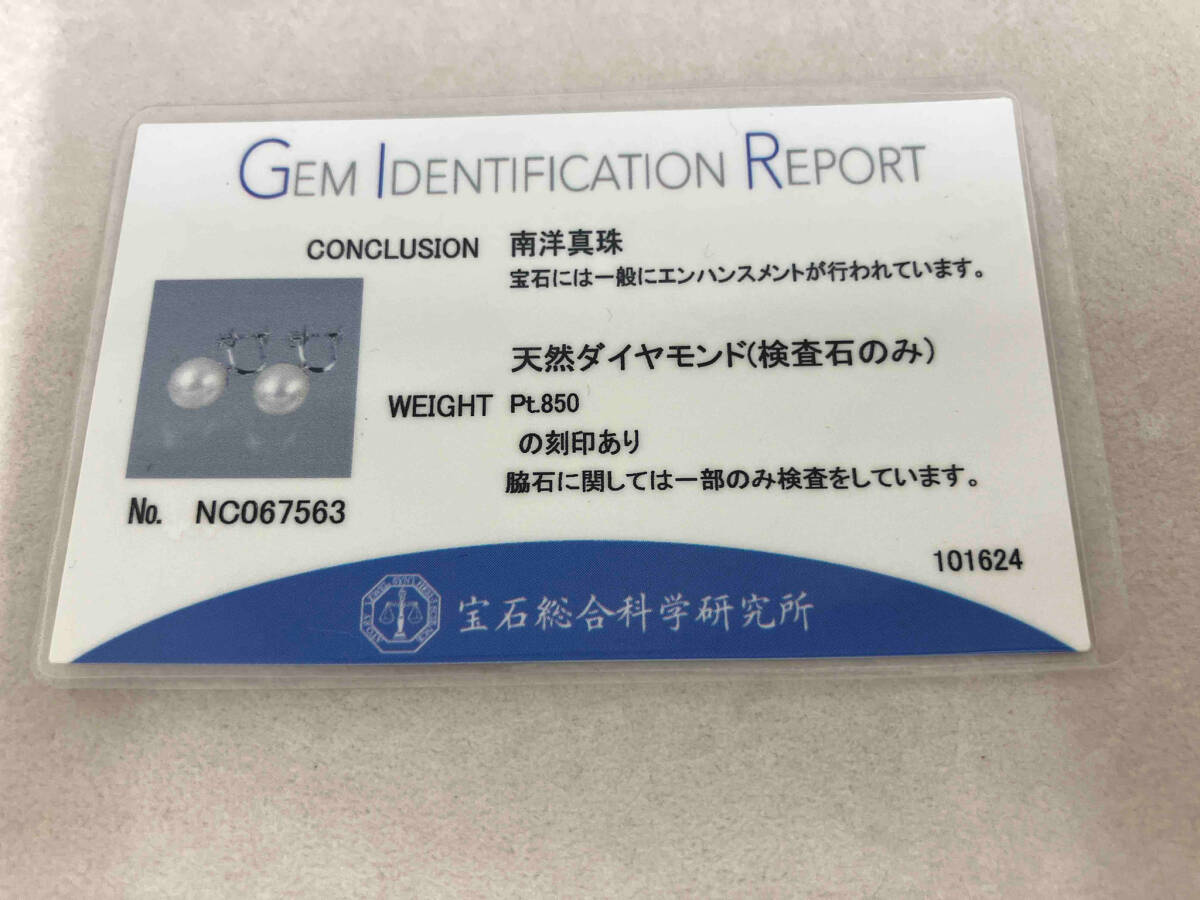 GEM IDENTIFICATION REPORT
CONCLUSION 南洋真珠
宝石には一般にエンハンスメントが行われています。
天然ダイヤモンド(検査石のみ)
WEIGHT Pt.850
の刻印あり
脇石に関しては一部のみ検査をしています。
No. NC067563
101624
宝石総合科学研究所